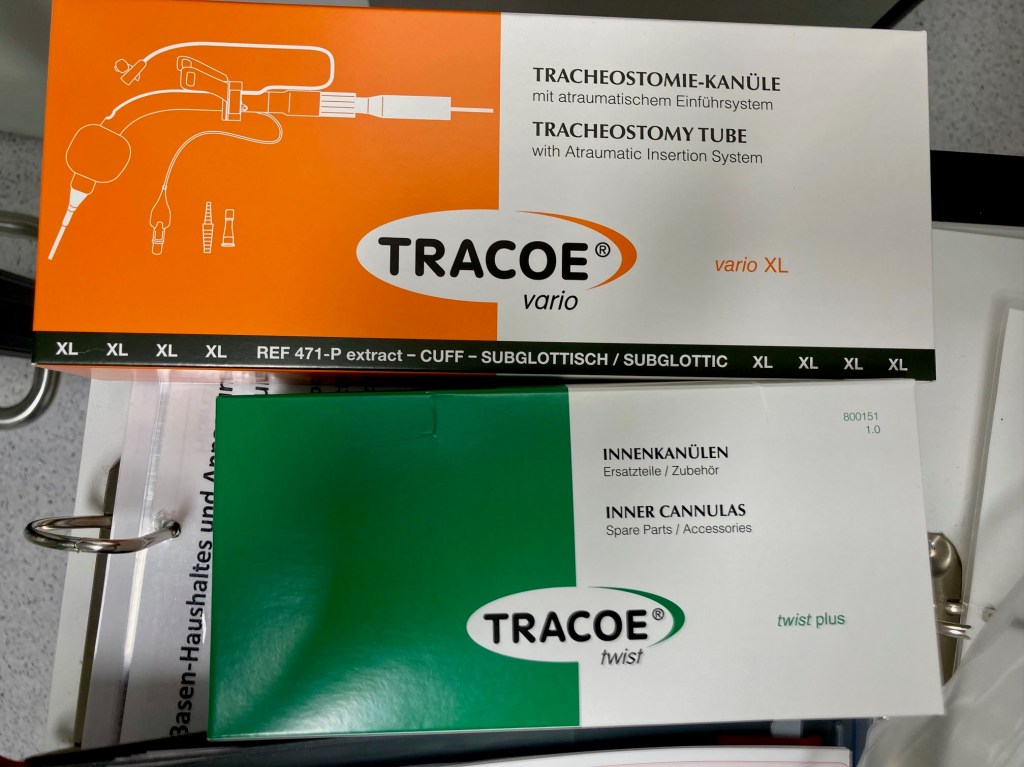 TRACHEOSTOMIE-KANÜLE
mit atraumatischem Einführsystem
TRACHEOSTOMY TUBE
with Atraumatic Insertion System
TRACOE®
vario
vario XL
XL XL XL XL REF 471-P extract – CUFF – SUBGLOTTISCH / SUBGLOTTIC XL XL XL XL
Basen-Haushaltes und
800151
1.0
INNENKANÜLEN
Ersatzteile / Zubehör
INNER CANNULAS
Spare Parts / Accessories
TRACOE®
twist
twist plus